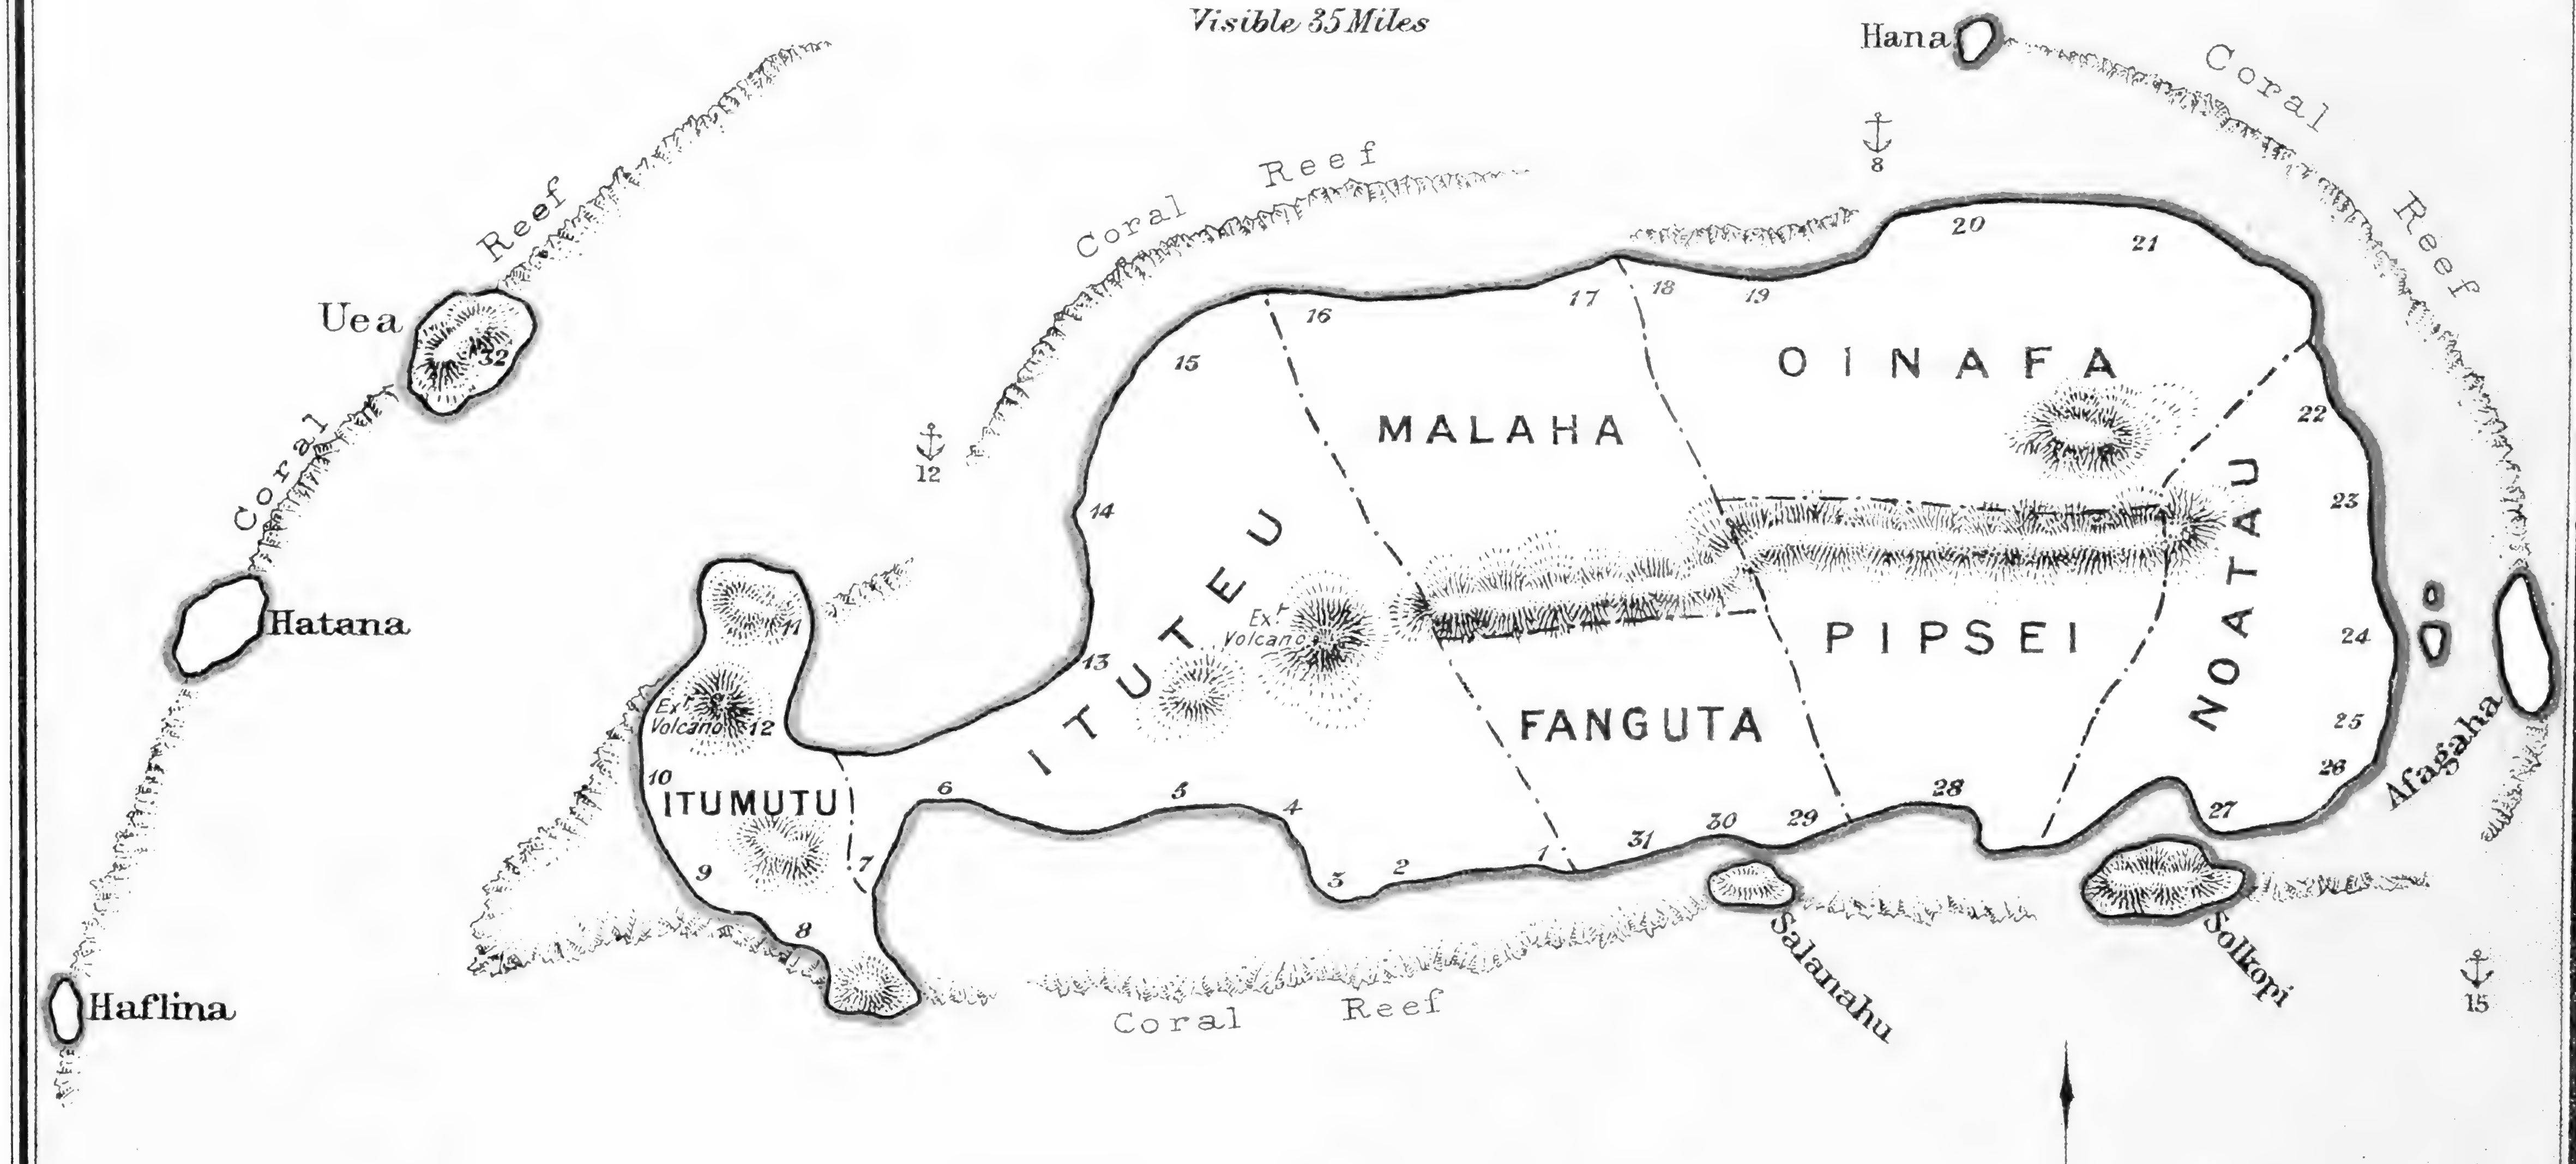 Visible 35 Miles
Hana
Coral Reef
8
Coral Reef
Coral Reef
20
21
Uea
32
16
17
18
19
15
OINAFA
22
MALAHA
12
14
23
NOATAU
ITUTEU
Ext
Volcano
Hatana
11
13
PIPSEI
24
Ext
Volcano
12
FANGUTA
25
Afagaha
10
ITUMUTU
26
6
5
4
28
27
31
30
29
9
7
3
2
1
8
Salanahu
Solkopi
Haflina
Coral Reef
15